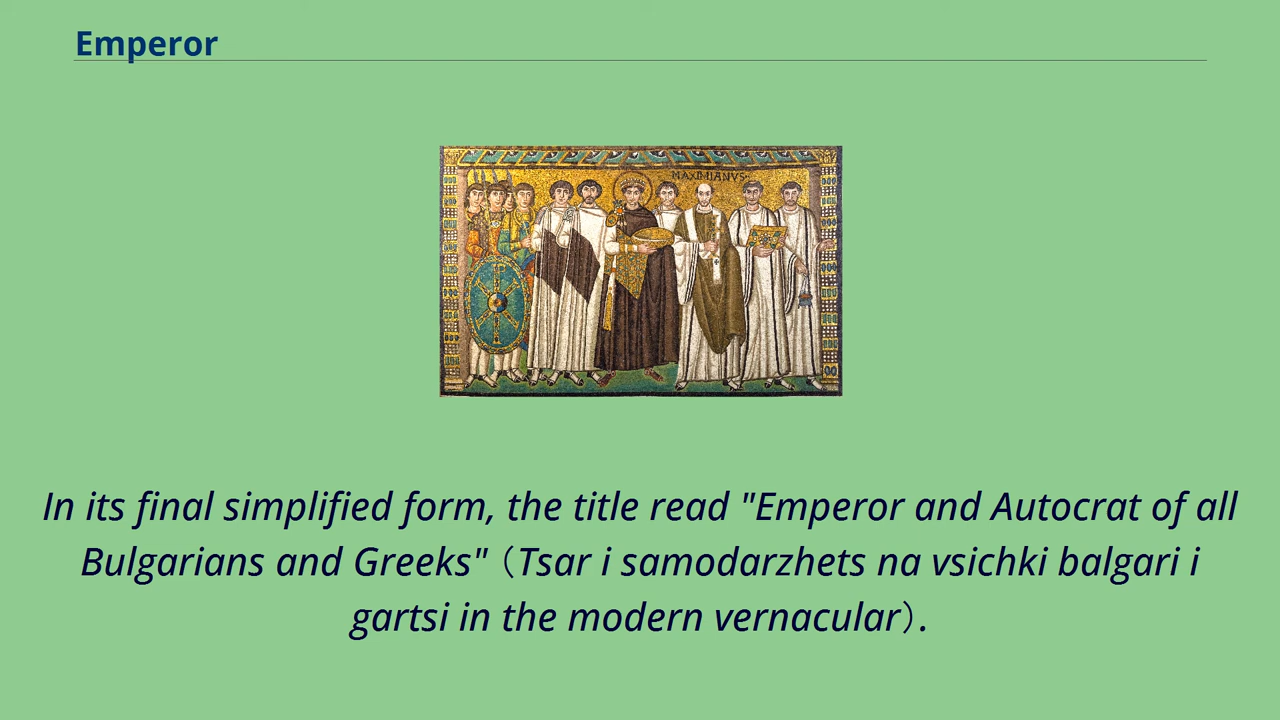 Emperor
MAXIMIANVS
In its final simplified form, the title read "Emperor and Autocrat of all
Bulgarians and Greeks"（Tsar i samodarzhets na vsichki balgari i
gartsi in the modern vernacular）.